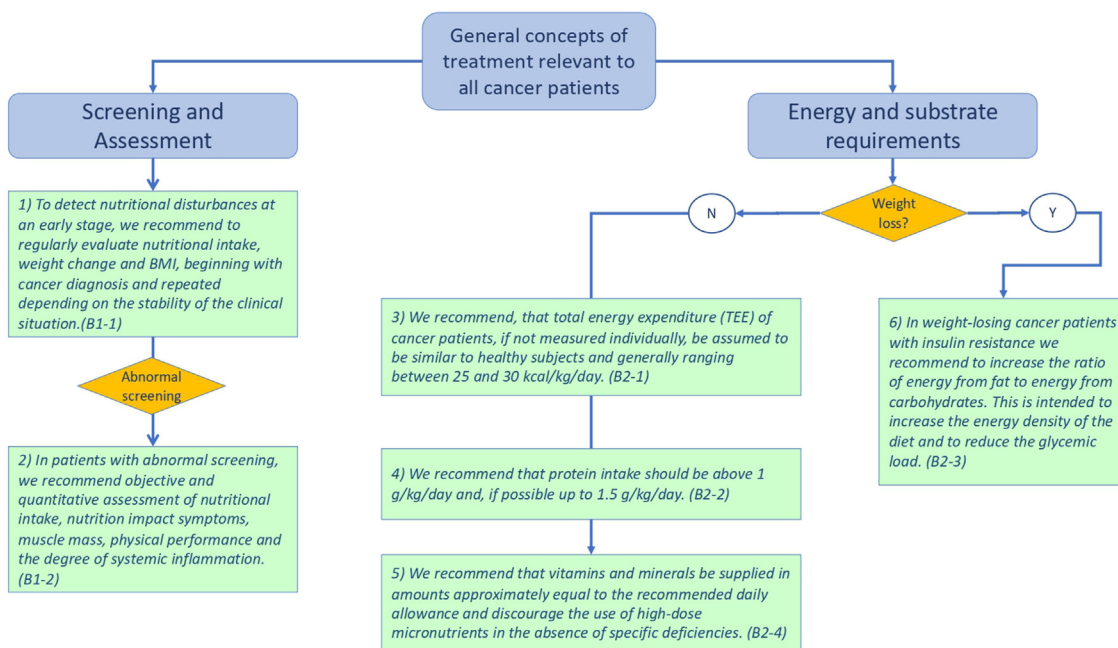 General concepts of
treatment relevant to
all cancer patients
Screening and
Assessment
1) To detect nutritional disturbances at
an early stage, we recommend to
regularly evaluate nutritional intake,
weight change and BMI, beginning with
cancer diagnosis and repeated
depending on the stability of the clinical
situation.(B1-1)
Abnormal
screening
2) In patients with abnormal screening,
we recommend objective and
quantitative assessment of nutritional
intake, nutrition impact symptoms,
muscle mass, physical performance and
the degree of systemic inflammation.
(B1-2)
Energy and substrate
requirements
Weight
loss?
N
Y
3) We recommend, that total energy expenditure (TEE) of
cancer patients, if not measured individually, be assumed to
be similar to healthy subjects and generally ranging
between 25 and 30 kcal/kg/day. (B2-1)
4) We recommend that protein intake should be above 1
g/kg/day and, if possible up to 1.5 g/kg/day. (B2-2)
5) We recommend that vitamins and minerals be supplied in
amounts approximately equal to the recommended daily
allowance and discourage the use of high-dose
micronutrients in the absence of specific deficiencies. (B2-4)
6) In weight-losing cancer patients
with insulin resistance we
recommend to increase the ratio
of energy from fat to energy from
carbohydrates. This is intended to
increase the energy density of the
diet and to reduce the glycemic
load. (B2-3)